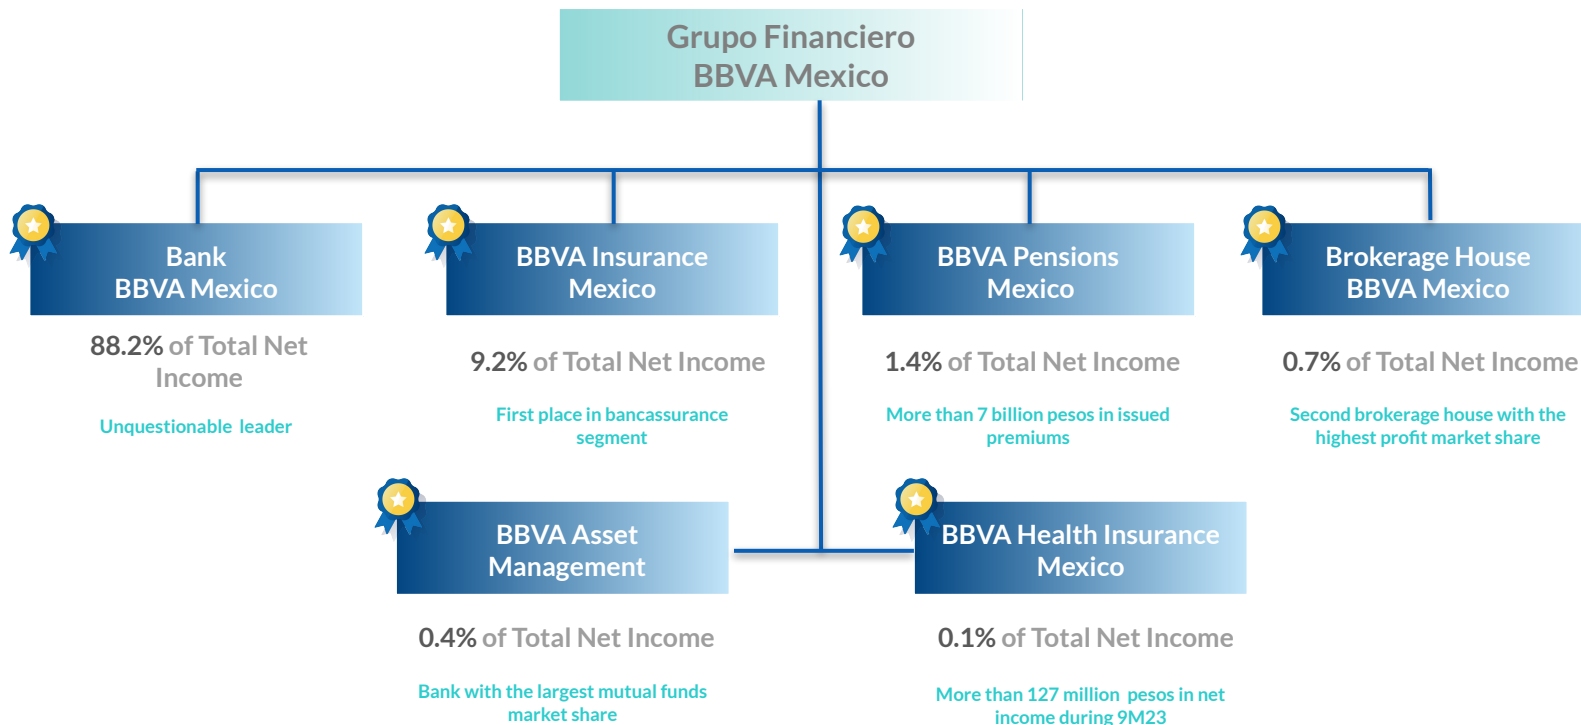 Grupo Financiero
BBVA Mexico
Bank
BBVA Mexico
88.2% of Total Net
Income
Unquestionable leader
BBVA Insurance
Mexico
9.2% of Total Net Income
First place in bancassurance
segment
BBVA Pensions
Mexico
1.4% of Total Net Income
More than 7 billion pesos in issued
premiums
Brokerage House
BBVA Mexico
0.7% of Total Net Income
Second brokerage house with the
highest profit market share
BBVA Asset
Management
0.4% of Total Net Income
Bank with the largest mutual funds
market share
BBVA Health Insurance
Mexico
0.1% of Total Net Income
More than 127 million pesos in net
income during 9M23